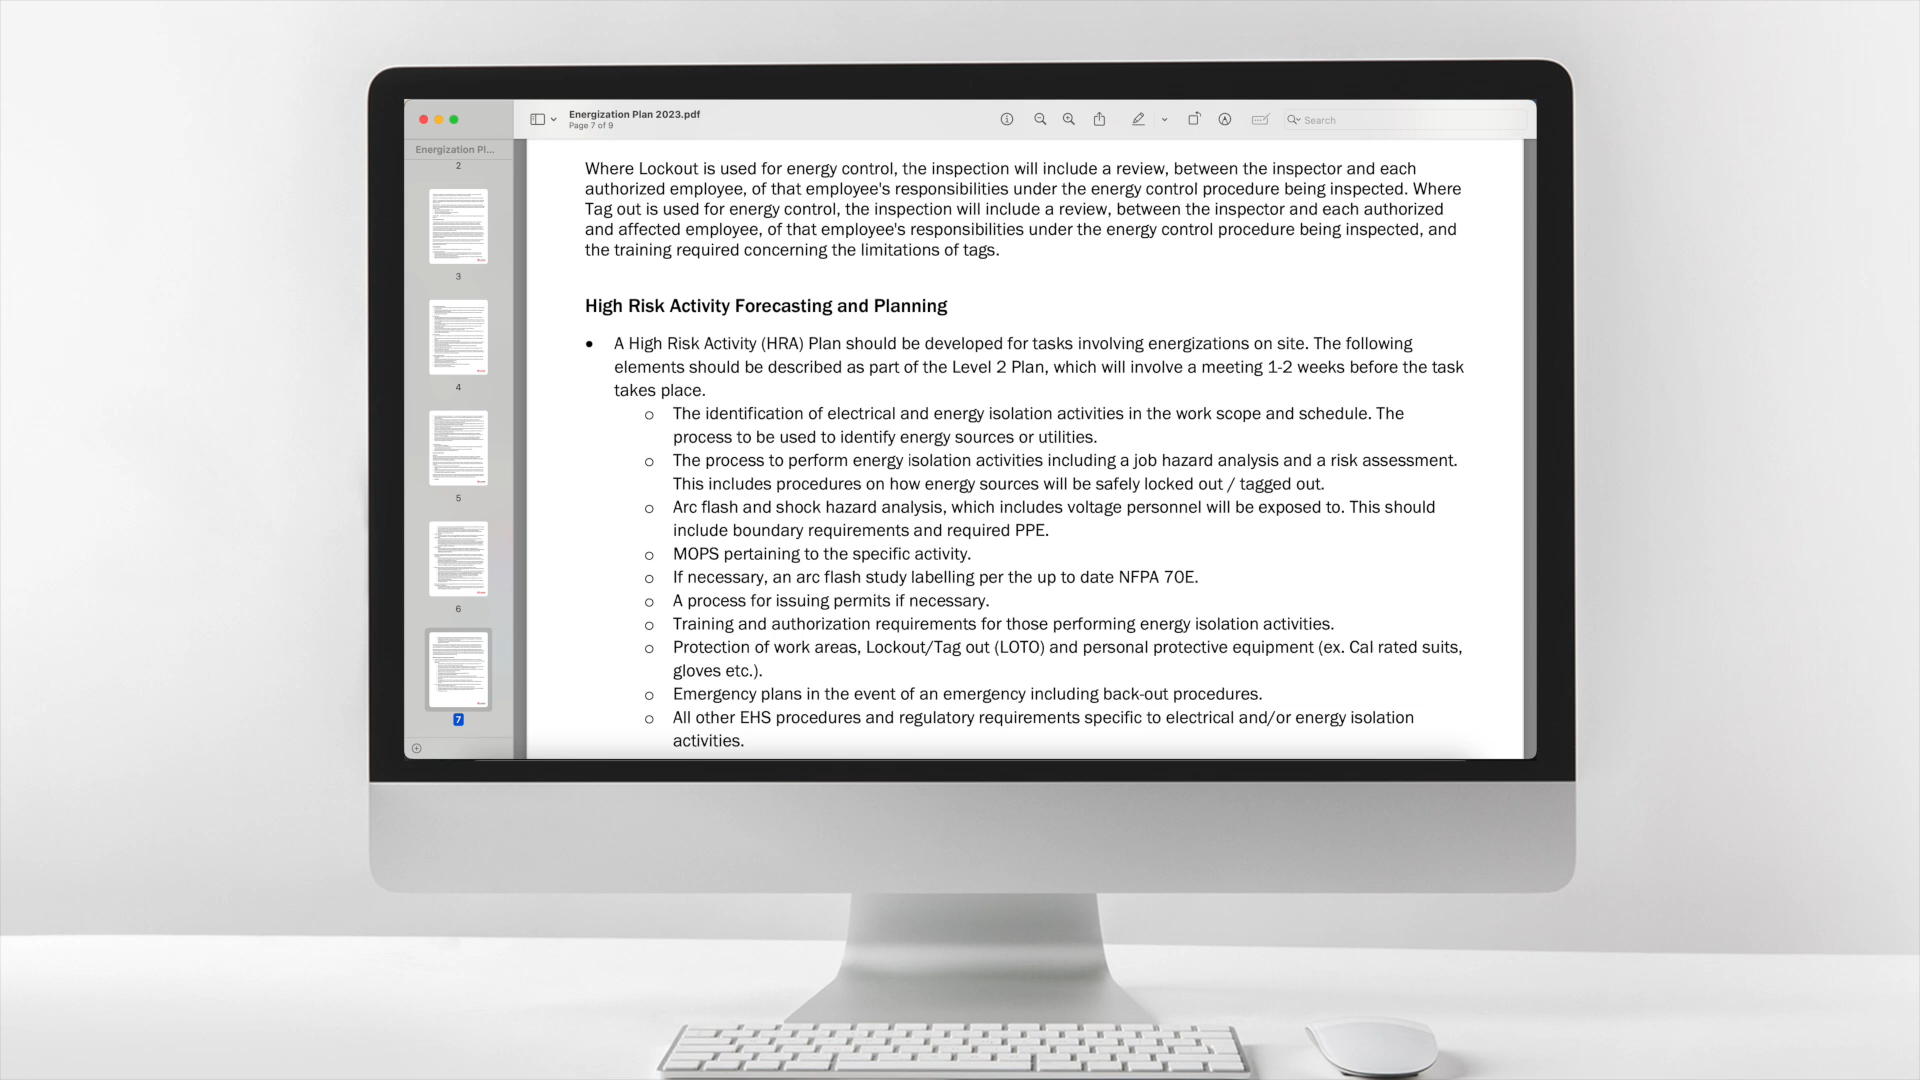 Energization Plan 2023.pdf
Page 7 of 9
Search
Energization Pl...
2
3
4
5
6
7
Where Lockout is used for energy control, the inspection will include a review, between the inspector and each
authorized employee, of that employee's responsibilities under the energy control procedure being inspected. Where
Tag out is used for energy control, the inspection will include a review, between the inspector and each authorized
and affected employee, of that employee's responsibilities under the energy control procedure being inspected, and
the training required concerning the limitations of tags.
High Risk Activity Forecasting and Planning
• A High Risk Activity (HRA) Plan should be developed for tasks involving energizations on site. The following
elements should be described as part of the Level 2 Plan, which will involve a meeting 1-2 weeks before the task
takes place.
o The identification of electrical and energy isolation activities in the work scope and schedule. The
process to be used to identify energy sources or utilities.
o The process to perform energy isolation activities including a job hazard analysis and a risk assessment.
This includes procedures on how energy sources will be safely locked out / tagged out.
o Arc flash and shock hazard analysis, which includes voltage personnel will be exposed to. This should
include boundary requirements and required PPE.
o MOPS pertaining to the specific activity.
o If necessary, an arc flash study labelling per the up to date NFPA 70E.
o A process for issuing permits if necessary.
o Training and authorization requirements for those performing energy isolation activities.
o Protection of work areas, Lockout/Tag out (LOTO) and personal protective equipment (ex. Cal rated suits,
gloves etc.).
o Emergency plans in the event of an emergency including back-out procedures.
o All other EHS procedures and regulatory requirements specific to electrical and/or energy isolation
activities.